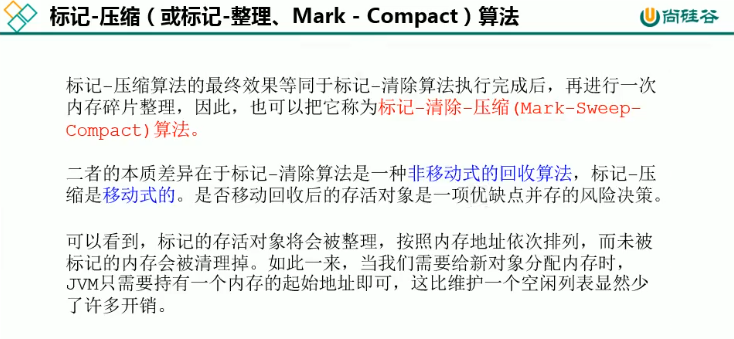 标记-压缩(或标记-整理、Mark - Compact)算法
尚硅谷
标记-压缩算法的最终效果等同于标记-清除算法执行完成后，再进行一次
内存碎片整理，因此，也可以把它称为标记-清除-压缩(Mark-Sweep-
Compact)算法。
二者的本质差异在于标记-清除算法是一种非移动式的回收算法，标记-压
缩是移动式的。是否移动回收后的存活对象是一项优缺点并存的风险决策。
可以看到，标记的存活对象将会被整理，按照内存地址依次排列，而未被
标记的内存会被清理掉。如此一来，当我们需要给新对象分配内存时，
JVM只需要持有一个内存的起始地址即可，这比维护一个空闲列表显然少
了许多开销。